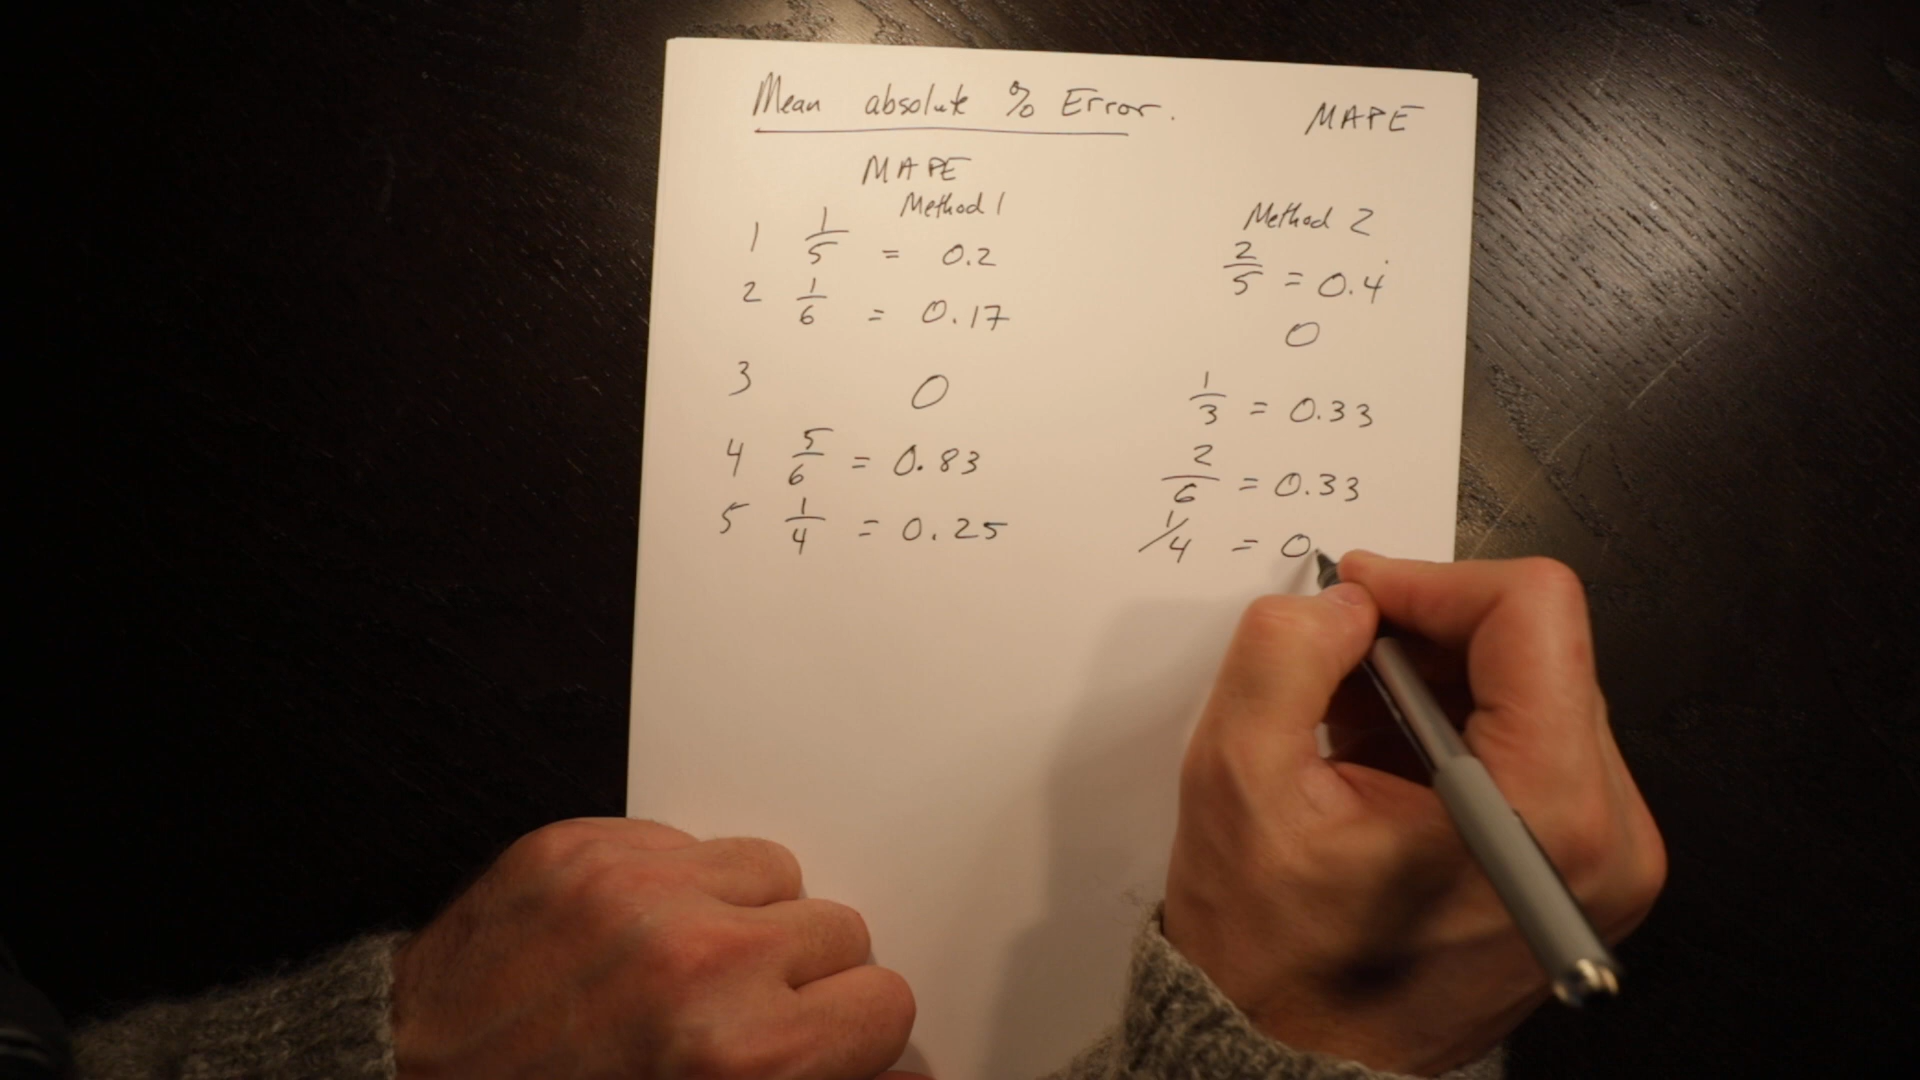 Mean absolute % Error. MAPE
MAPE
Method 1 Method 2
1 1/5 = 0.2 2/5 = 0.4
2 1/6 = 0.17 0
3 0 1/3 = 0.33
4 5/6 = 0.83 2/6 = 0.33
5 1/4 = 0.25 1/4 = 0.